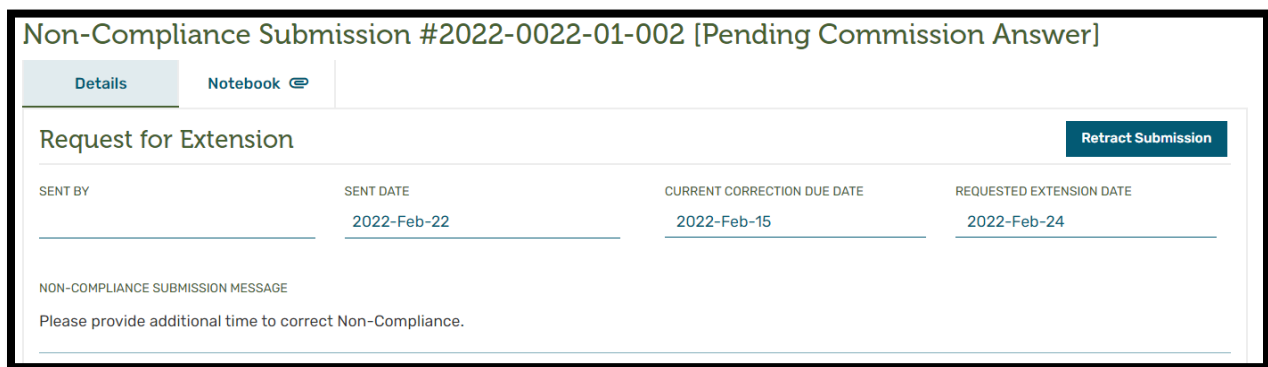 Non-Compliance Submission #2022-0022-01-002 [Pending Commission Answer]
Details Notebook
Request for Extension Retract Submission
SENT BY SENT DATE CURRENT CORRECTION DUE DATE REQUESTED EXTENSION DATE
2022-Feb-22 2022-Feb-15 2022-Feb-24
NON-COMPLIANCE SUBMISSION MESSAGE
Please provide additional time to correct Non-Compliance.